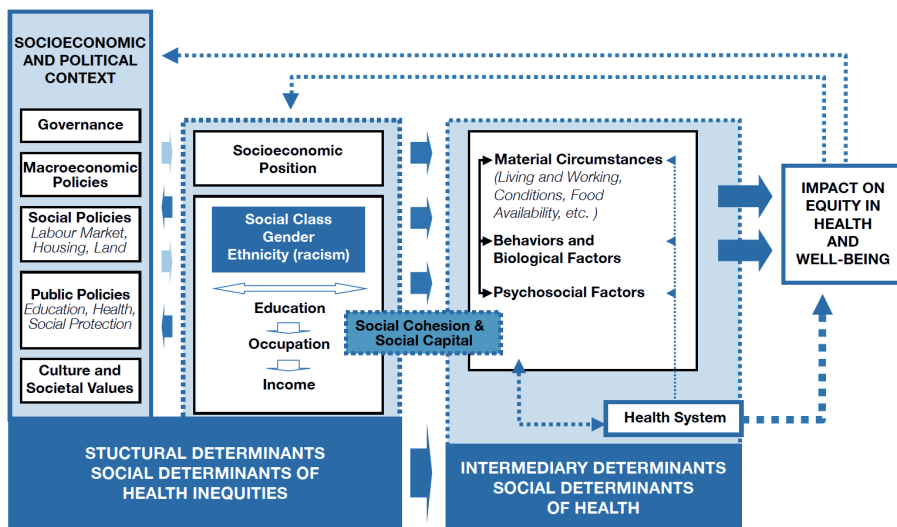 SOCIOECONOMIC
AND POLITICAL
CONTEXT
Governance
Macroeconomic
Policies
Social Policies
Labour Market,
Housing, Land
Public Policies
Education, Health,
Social Protection
Culture and
Societal Values
Socioeconomic
Position
Social Class
Gender
Ethnicity (racism)
Education
Occupation
Income
Social Cohesion &
Social Capital
Material Circumstances
(Living and Working,
Conditions, Food
Availability, etc. )
Behaviors and
Biological Factors
Psychosocial Factors
Health System
IMPACT ON
EQUITY IN
HEALTH
AND
WELL-BEING
STUCTURAL DETERMINANTS
SOCIAL DETERMINANTS OF
HEALTH INEQUITIES
INTERMEDIARY DETERMINANTS
SOCIAL DETERMINANTS
OF HEALTH